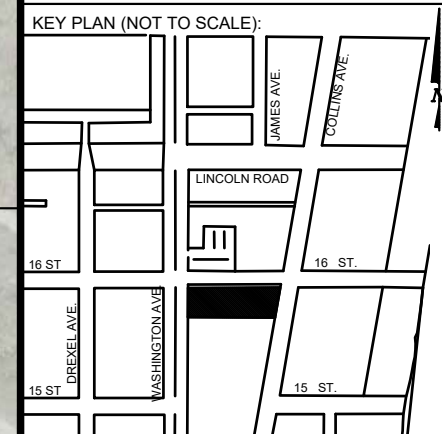 KEY PLAN (NOT TO SCALE):
N
JAMES AVE.
COLLINS AVE.
LINCOLN ROAD
16 ST
16 ST.
DREXEL AVE.
WASHINGTON AVE.
15 ST
15 ST.